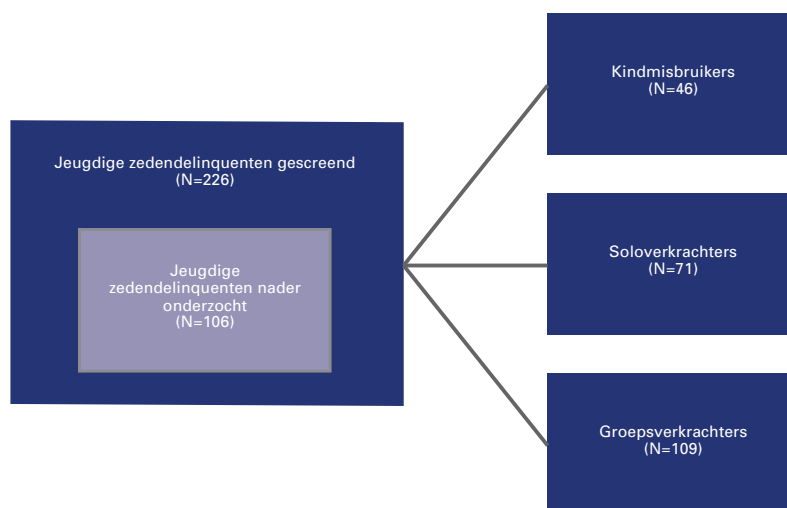 Jeugdige zedendelinquenten gescreend
(N=226)
Jeugdige
zedendelinquenten nader
onderzocht
(N=106)
Kindmisbruikers
(N=46)
Soloverkrachters
(N=71)
Groepsverkrachters
(N=109)